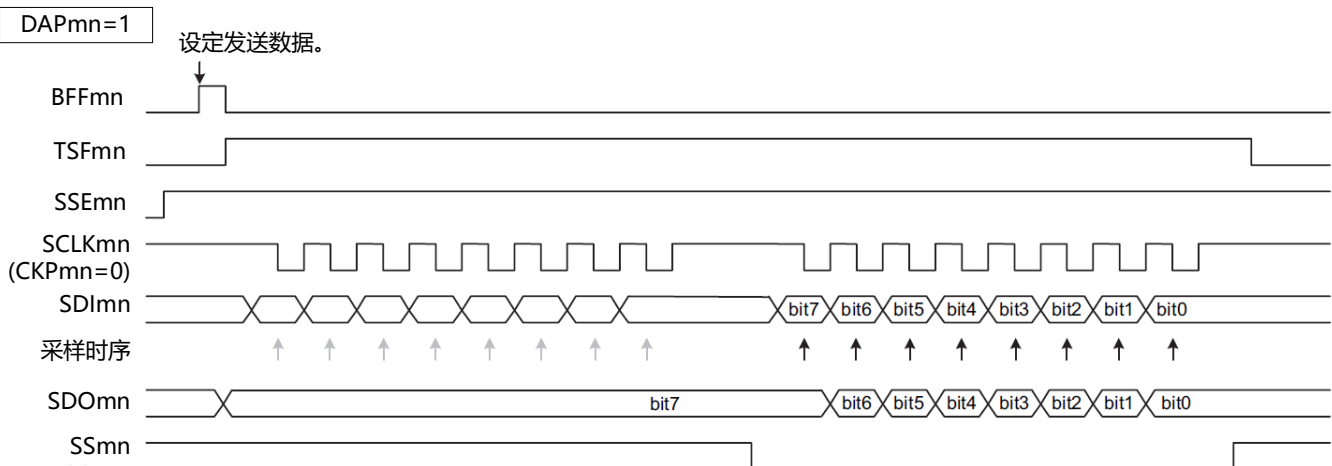 DAPmn=1
设定发送数据。
BFFmn
TSFmn
SSEmn
SCLKmn
(CKPmn=0)
SDImn
bit7 bit6 bit5 bit4 bit3 bit2 bit1 bit0
采样时序
SDOmn
bit7 bit6 bit5 bit4 bit3 bit2 bit1 bit0
SSmn